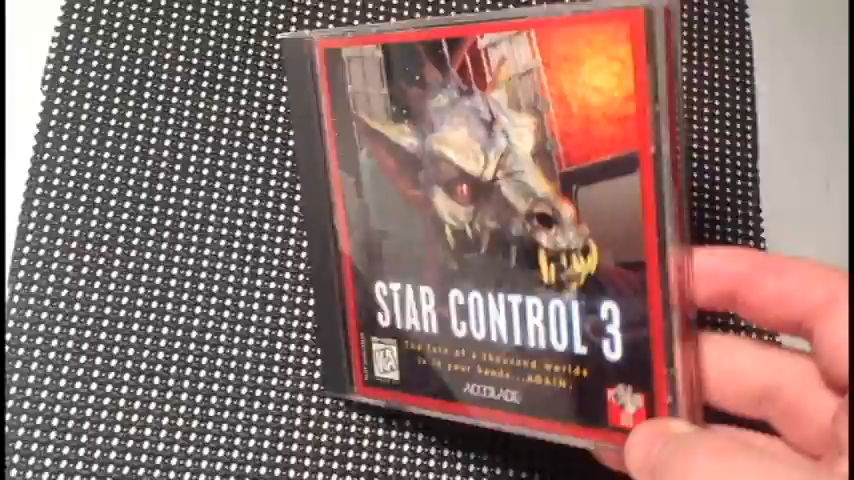 STAR CONTROL 3
The fate of a thousand worlds
is in your hands...AGAIN.
ACCOLADE